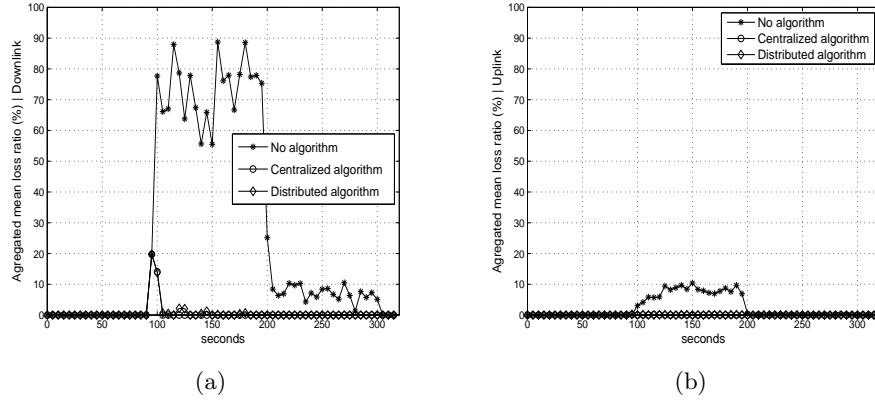 100
90
80
70
60
50
40
30
20
10
0
Agregated mean loss ratio (%) | Downlink
No algorithm
Centralized algorithm
Distributed algorithm
0 50 100 150 200 250 300
seconds
(a)
100
90
80
70
60
50
40
30
20
10
0
Agregated mean loss ratio (%) | Uplink
No algorithm
Centralized algorithm
Distributed algorithm
0 50 100 150 200 250 300
seconds
(b)